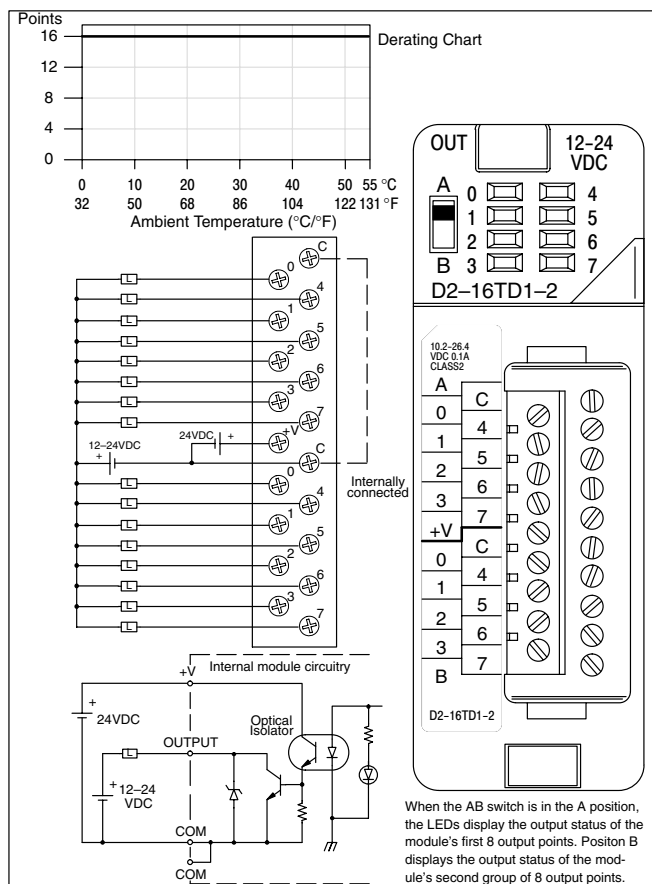 Points
16
12
8
4
0
Derating Chart
0 10 20 30 40 50 55 °C
32 50 68 86 104 122 131 °F
Ambient Temperature (°C/°F)
C
0
L
4
L
1
L
5
L
2
L
6
L
3
L
7
L
+V
24VDC +
12–24VDC
+
C
Internally
connected
0
L
4
L
1
L
5
L
2
L
6
L
3
L
7
L
Internal module circuitry
+V
+
24VDC
Optical
Isolator
OUTPUT
L
+
12–24
VDC
COM
COM
OUT
12–24
VDC
A
B
0 4
1 5
2 6
3 7
D2–16TD1–2
10.2–26.4
VDC 0.1A
CLASS2
A
C
0
4
1
5
2
6
3
7
+V
C
0
4
1
5
2
6
3
7
B
D2–16TD1–2
When the AB switch is in the A position,
the LEDs display the output status of the
module's first 8 output points. Positon B
displays the output status of the mod-
ule's second group of 8 output points.